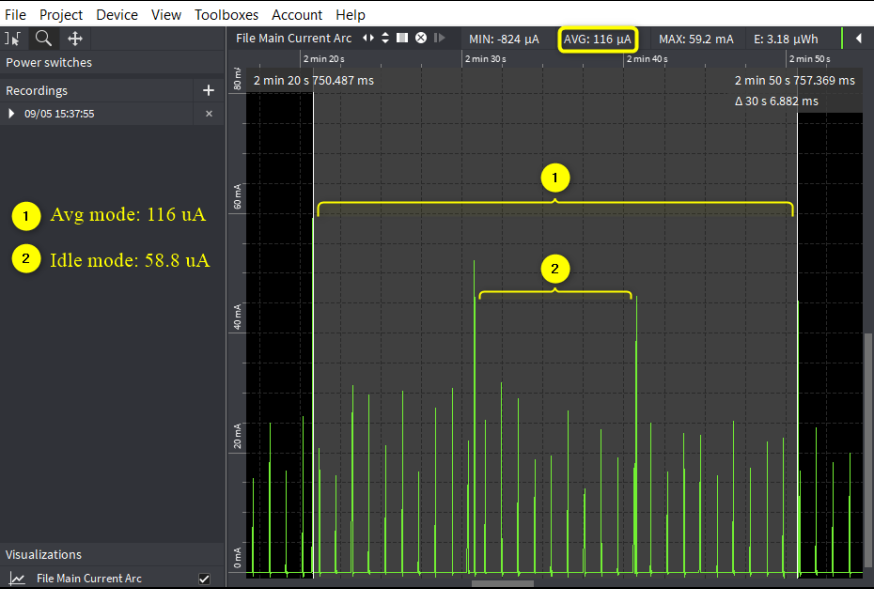 File Project Device View Toolboxes Account Help
File Main Current Arc MIN: -824 µA AVG: 116 µA MAX: 59.2 mA E: 3.18 µWh
Power switches
2 min 20 s 2 min 30 s 2 min 40 s 2 min 50 s
Recordings +
2 min 20 s 750.487 ms 2 min 50 s 757.369 ms
Δ 30 s 6.882 ms
09/05 15:37:55 ×
80 mA
1
60 mA
1 Avg mode: 116 uA
2 Idle mode: 58.8 uA
2
40 mA
20 mA
0 mA
Visualizations
File Main Current Arc